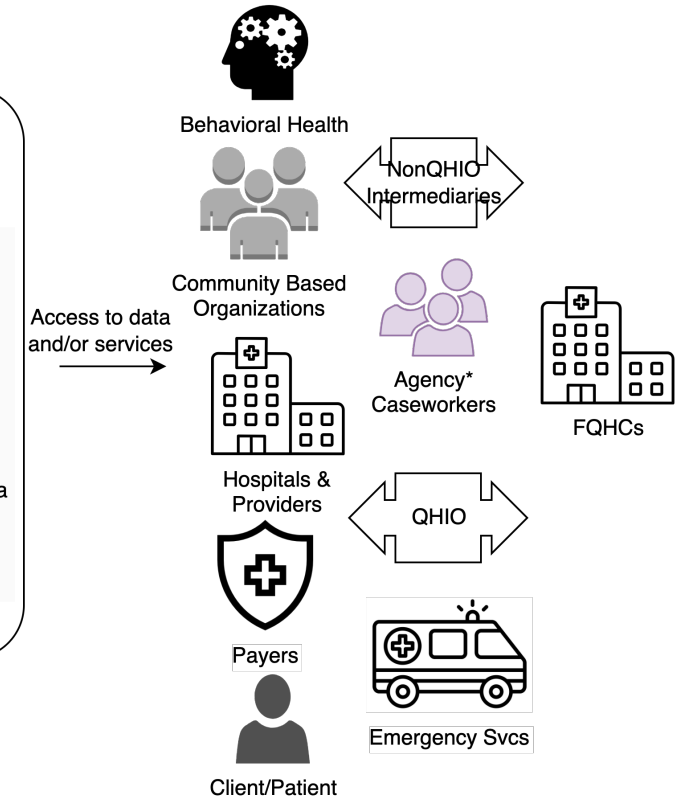 Behavioral Health
NonQHIO
Intermediaries
Community Based
Organizations
Access to data
and/or services
Agency*
Caseworkers
FQHCs
Hospitals &
Providers
a
QHIO
Payers
Emergency Svcs
Client/Patient